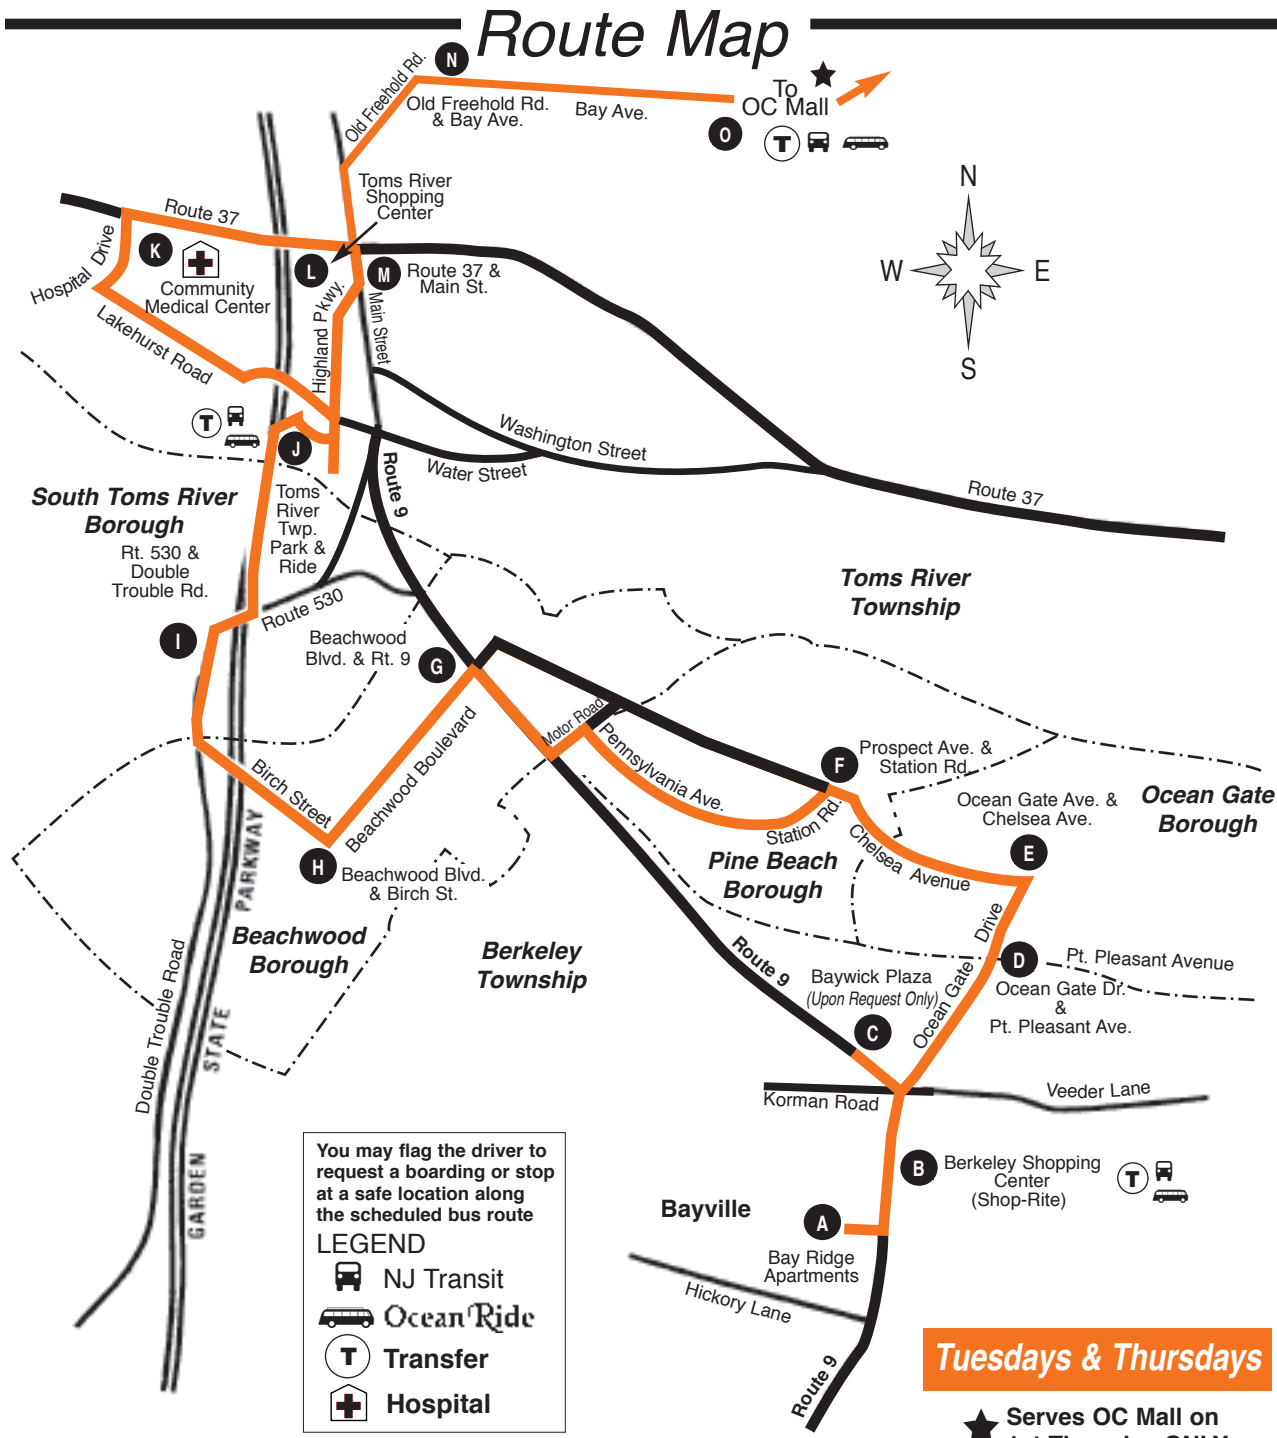 Route Map
N
Old Freehold Rd.
Old Freehold Rd.
& Bay Ave.
Bay Ave.
To
OC Mall
O
T
Toms River
Shopping
Center
Route 37
K
Hospital Drive
Community
Medical Center
L
M
Route 37 &
Main St.
Main Street
Highland Pkwy.
Lakehurst Road
N
W
E
S
T
J
Washington Street
Water Street
Route 9
Route 37
South Toms River
Borough
Toms
River
Twp.
Park &
Ride
Rt. 530 &
Double
Trouble Rd.
Toms River
Township
Route 530
I
Beachwood
Blvd. & Rt. 9
G
Motor Road
Pennsylvania Ave.
F
Prospect Ave. &
Station Rd.
Station Rd.
Ocean Gate Ave. &
Chelsea Ave.
Ocean Gate
Borough
E
Chelsea Avenue
Pine Beach
Borough
Birch Street
Beachwood Boulevard
H
Beachwood Blvd.
& Birch St.
Beachwood
Borough
Berkeley
Township
Double Trouble Road
GARDEN STATE PARKWAY
Route 9
Ocean Gate Drive
D
Pt. Pleasant Avenue
Ocean Gate Dr.
&
Pt. Pleasant Ave.
Baywick Plaza
(Upon Request Only)
C
Korman Road
Veeder Lane
B
Berkeley Shopping
Center
(Shop-Rite)
T
Bayville
A
Bay Ridge
Apartments
Hickory Lane
Route 9
You may flag the driver to
request a boarding or stop
at a safe location along
the scheduled bus route
LEGEND
NJ Transit
Ocean Ride
T Transfer
Hospital
Tuesdays & Thursdays
Serves OC Mall on